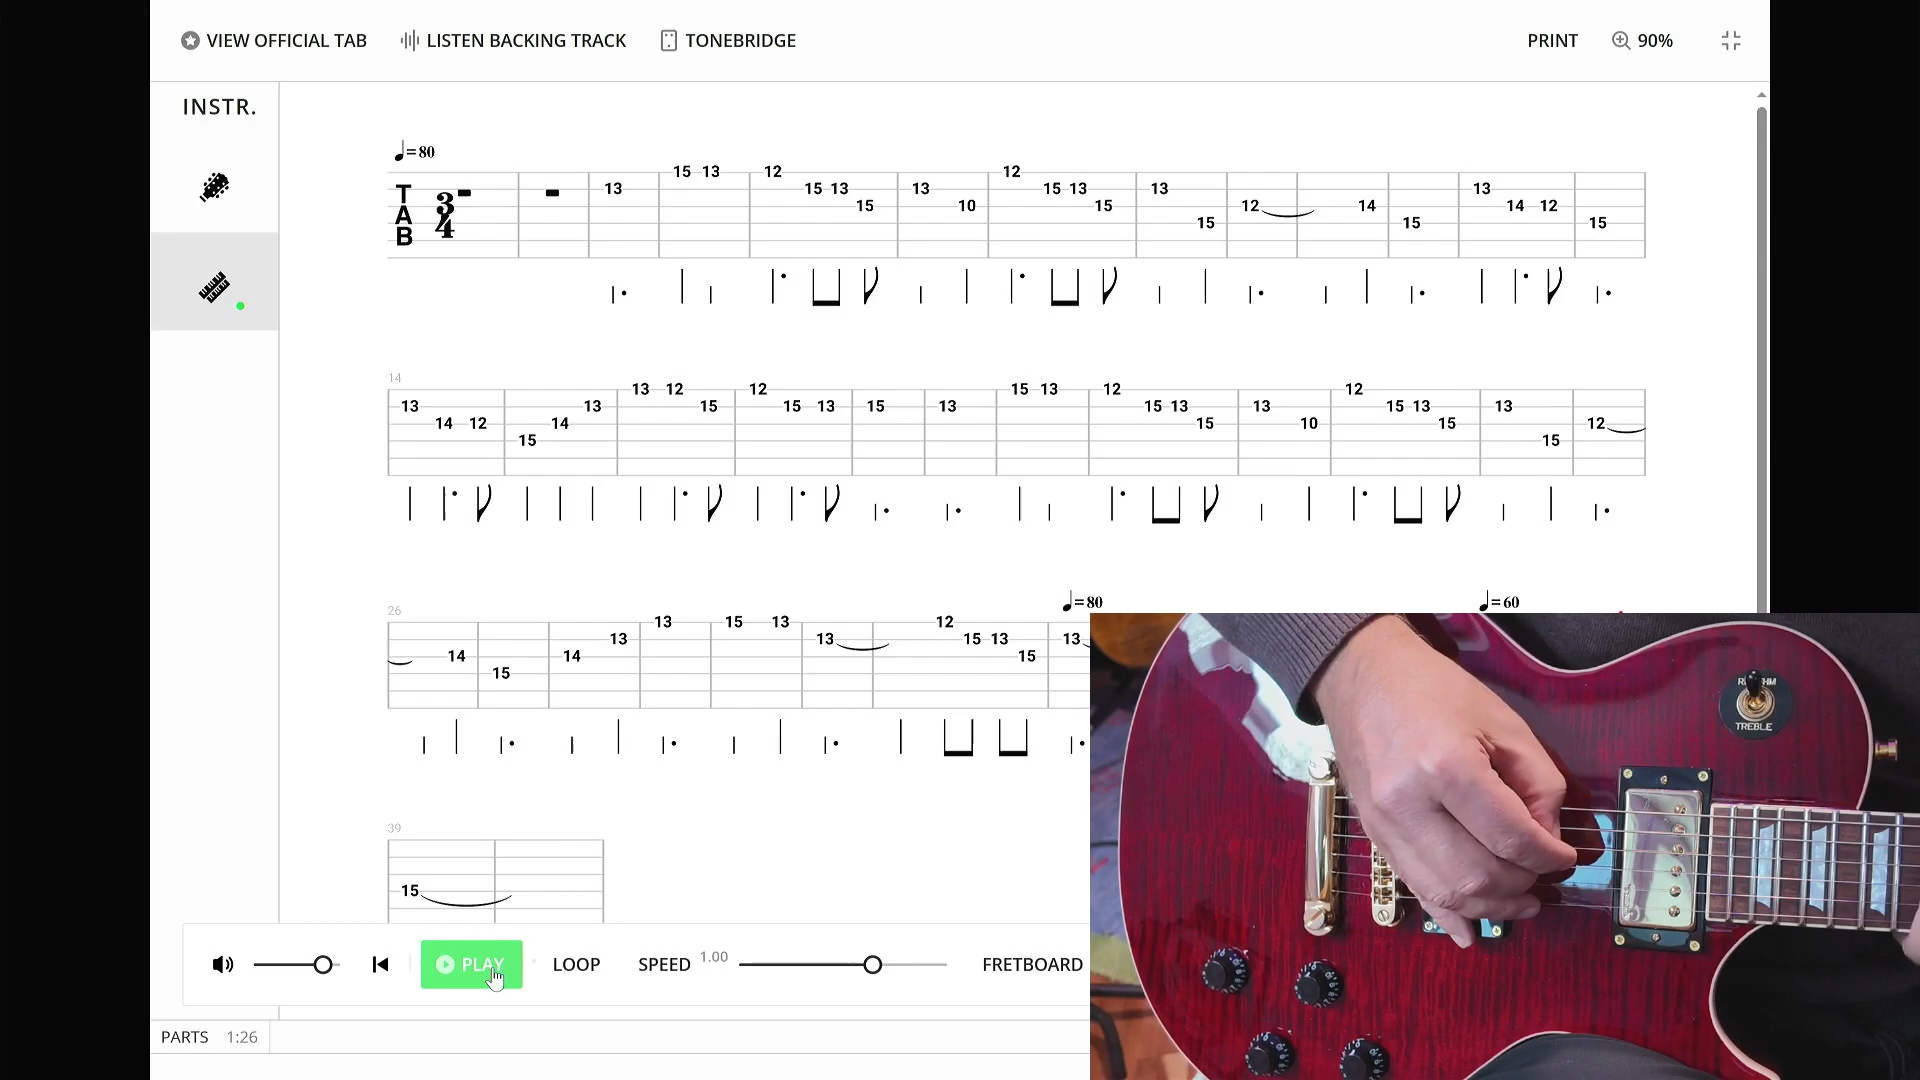 VIEW OFFICIAL TAB LISTEN BACKING TRACK TONEBRIDGE PRINT 90%
INSTR.
=80
15 13 12 12
13 15 13 13 15 13 13 13
15 10 15 12 14 14 12
15 15 15
TAB
3
4
14
13 12 12 15 13 12 12
13 13 15 15 13 15 13 15 13 13 15 13 13
14 12 14 15 10 15 12
15 15
=80 =60
26
13 15 13 12
13 13 15 13 13
14 14 15
15
39
15
PLAY LOOP SPEED 1.00 FRETBOARD
PARTS 1:26
TREBLE